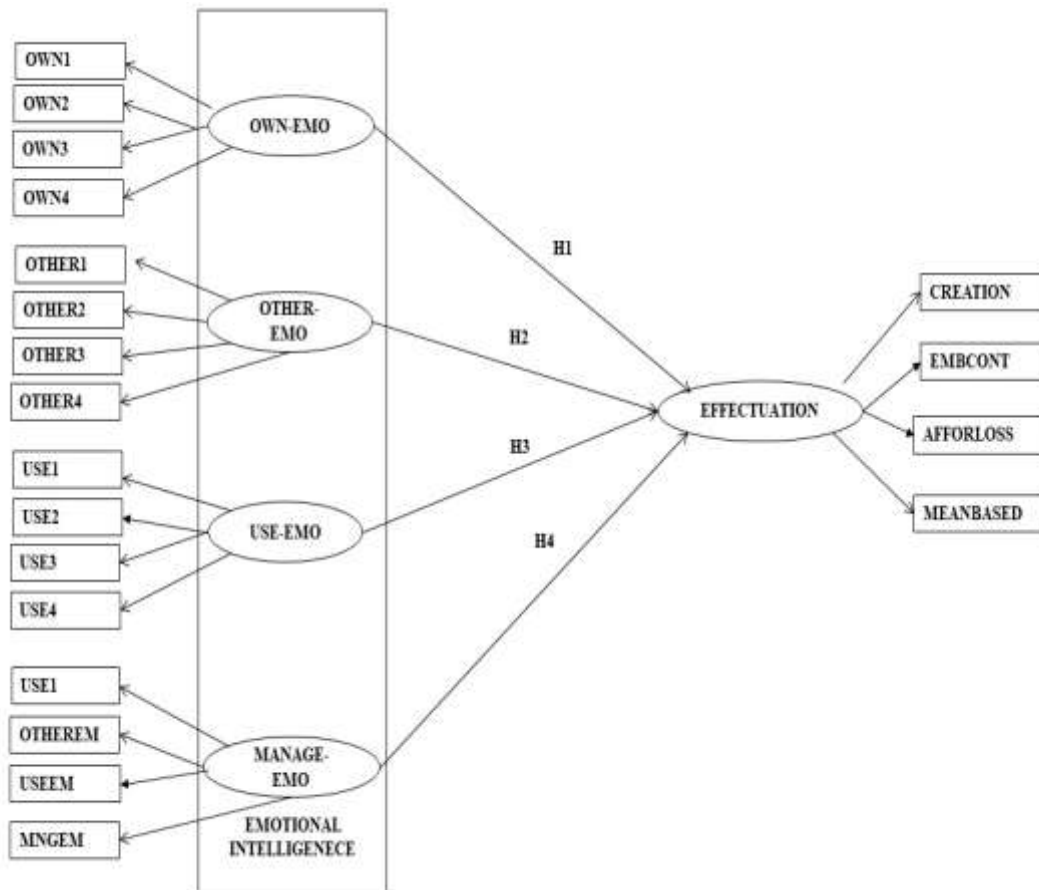 OWN1
OWN2
OWN3
OWN4
OWN-EMO
OTHER1
OTHER2
OTHER3
OTHER4
OTHER-
EMO
USE1
USE2
USE3
USE4
USE-EMO
USE1
OTHEREM
USEEM
MNGEM
MANAGE-
EMO
EMOTIONAL
INTELLIGENECE
H1
H2
H3
H4
EFFECTUATION
CREATION
EMBCONT
AFFORLOSS
MEANBASED